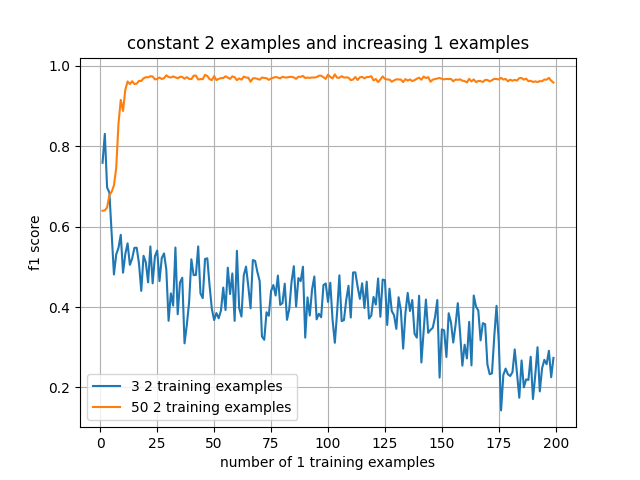 constant 2 examples and increasing 1 examples
1.0
0.8
0.6
0.4
0.2
f1 score
3 2 training examples
50 2 training examples
0 25 50 75 100 125 150 175 200
number of 1 training examples